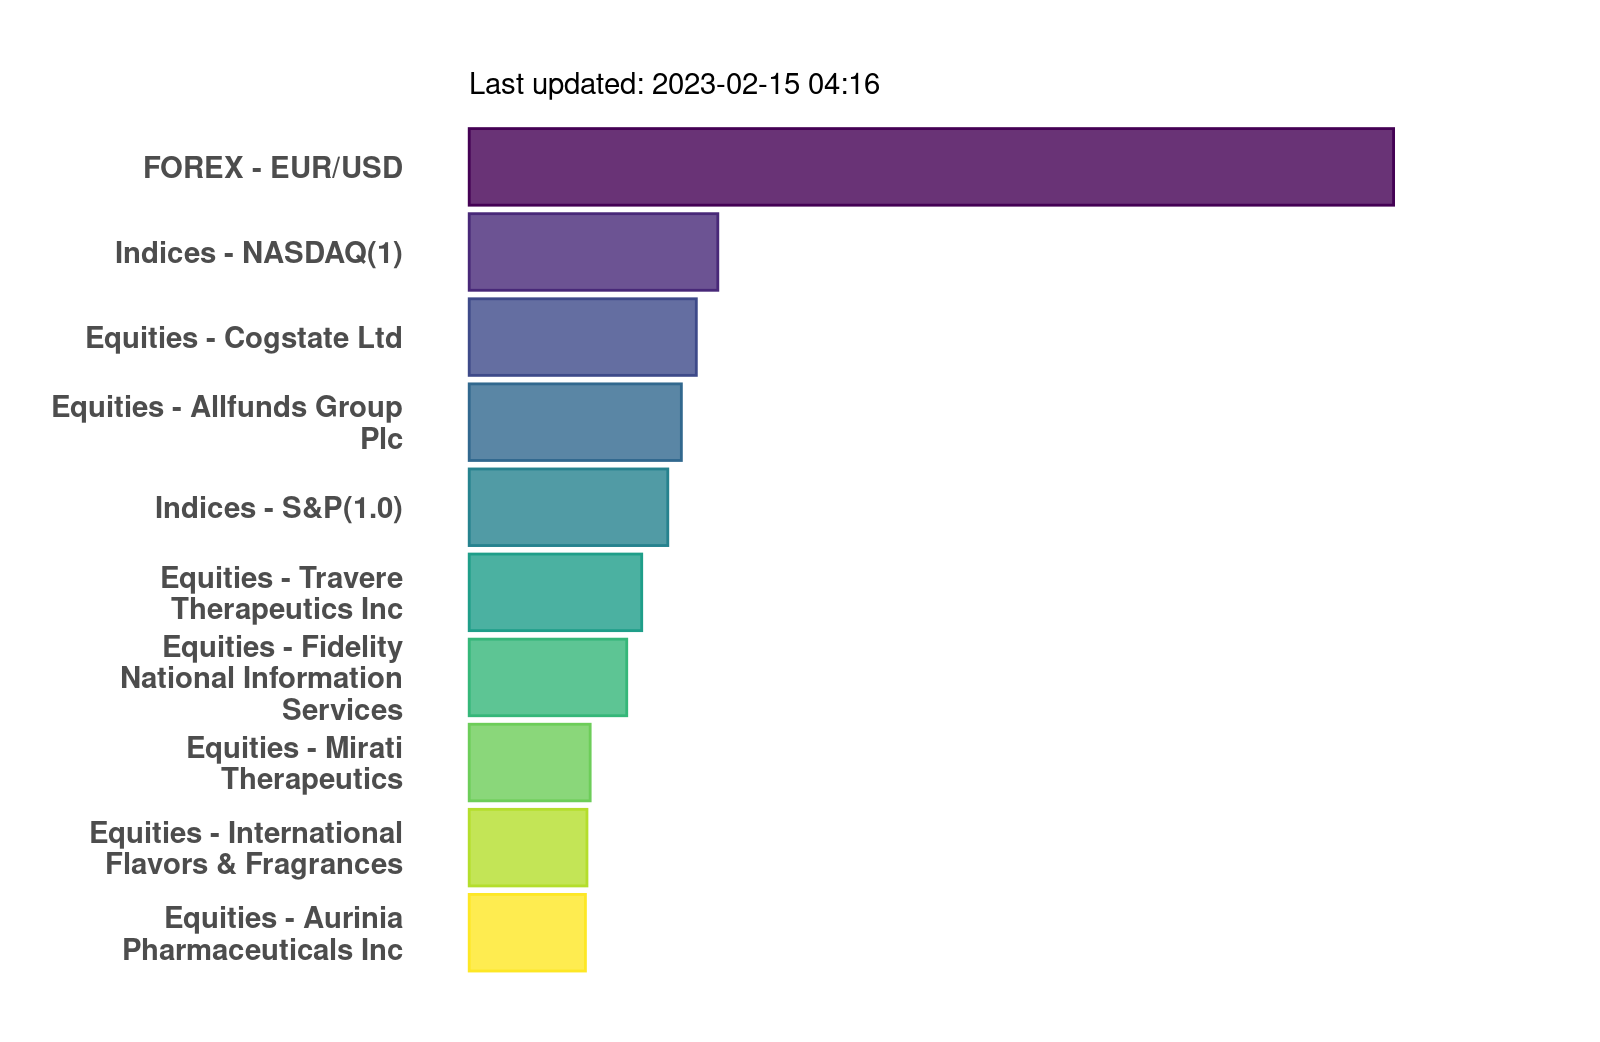 Last updated: 2023-02-15 04:16
FOREX - EUR/USD
Indices - NASDAQ(1)
Equities - Cogstate Ltd
Equities - Allfunds Group
Plc
Indices - S&P(1.0)
Equities - Travere
Therapeutics Inc
Equities - Fidelity
National Information
Services
Equities - Mirati
Therapeutics
Equities - International
Flavors & Fragrances
Equities - Aurinia
Pharmaceuticals Inc